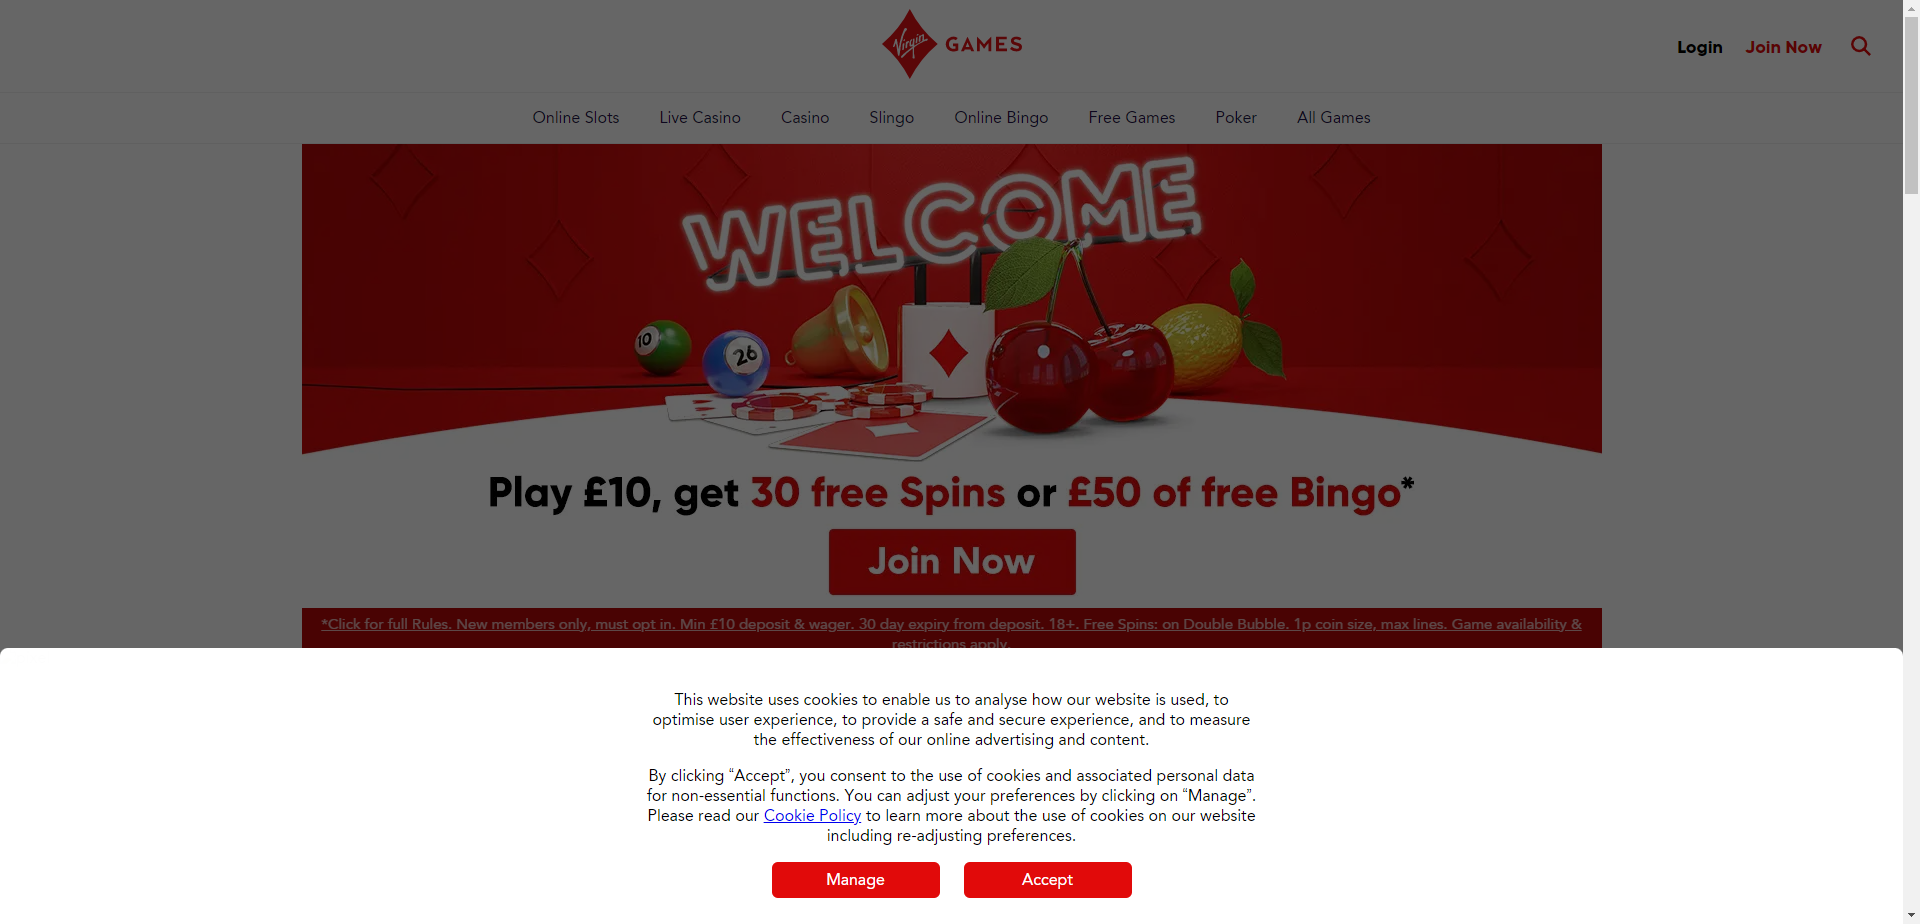 Virgin GAMES
Login
Join Now
Online Slots
Live Casino
Casino
Slingo
Online Bingo
Free Games
Poker
All Games
WELCOME
10
26
Play £10, get 30 free Spins or £50 of free Bingo*
Join Now
*Click for full Rules. New members only, must opt in. Min £10 deposit & wager. 30 day expiry from deposit. 18+. Free Spins: on Double Bubble. 1p coin size, max lines. Game availability &
restrictions apply.
This website uses cookies to enable us to analyse how our website is used, to
optimise user experience, to provide a safe and secure experience, and to measure
the effectiveness of our online advertising and content.
By clicking “Accept”, you consent to the use of cookies and associated personal data
for non-essential functions. You can adjust your preferences by clicking on “Manage”.
Please read our Cookie Policy to learn more about the use of cookies on our website
including re-adjusting preferences.
Manage
Accept